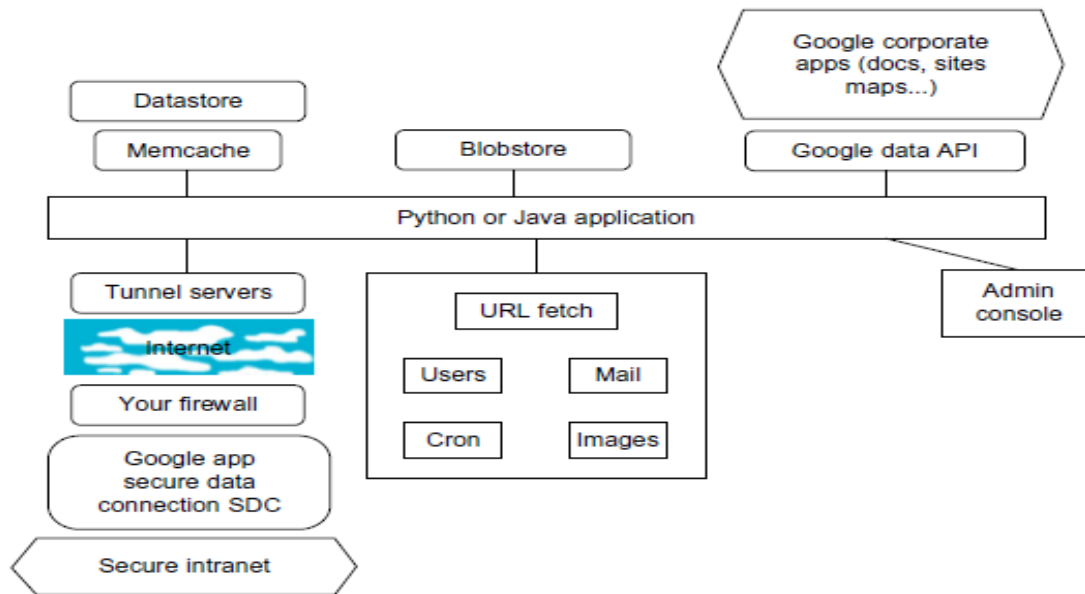 Google corporate
apps (docs, sites
maps...)
Datastore
Memcache
Blobstore
Google data API
Python or Java application
Tunnel servers
Internet
Your firewall
Google app
secure data
connection SDC
Secure intranet
URL fetch
Users
Mail
Cron
Images
Admin
console